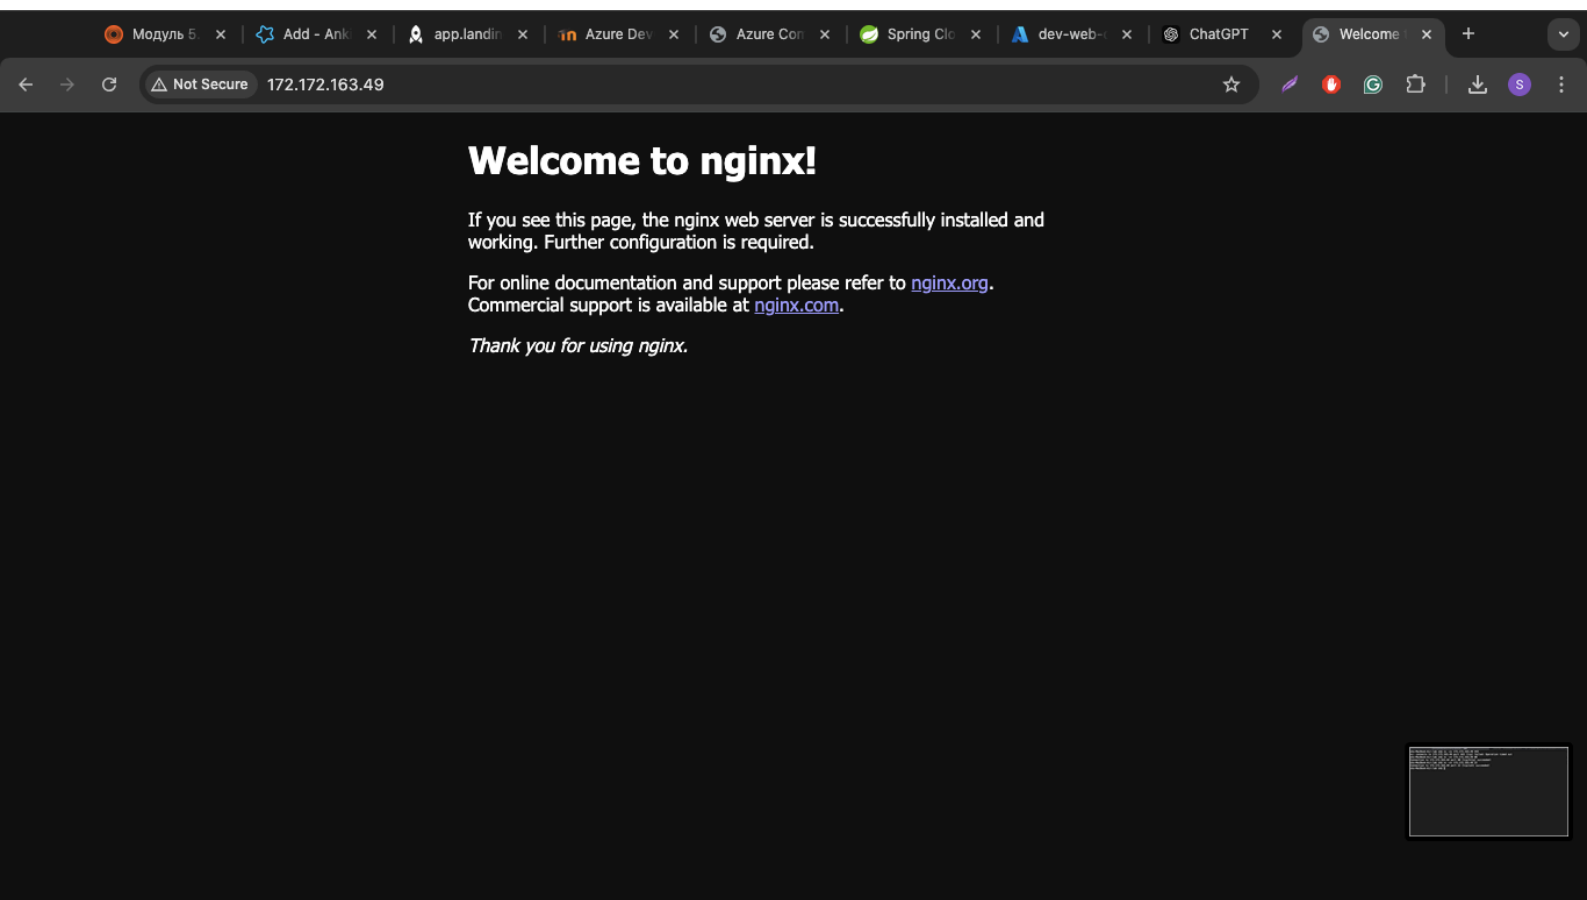 Модуль 5.
Add - Anki
app.landin
Azure Dev
Azure Con
Spring Clo
dev-web-
ChatGPT
Welcome
Not Secure
172.172.163.49
S
Welcome to nginx!
If you see this page, the nginx web server is successfully installed and
working. Further configuration is required.
For online documentation and support please refer to nginx.org.
Commercial support is available at nginx.com.
Thank you for using nginx.